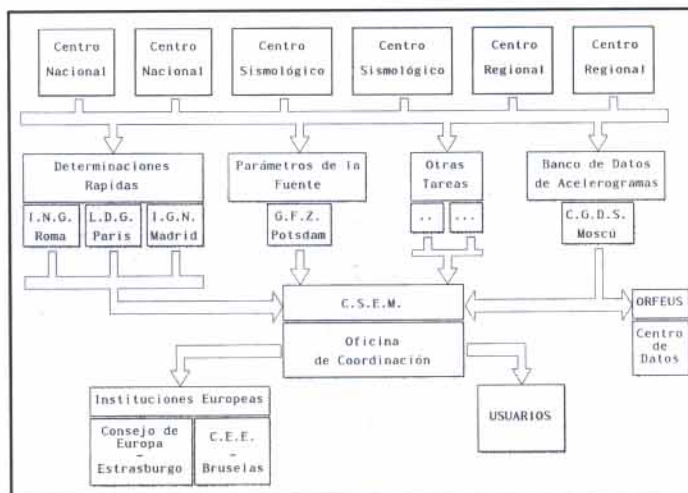 Centro
Nacional
Centro
Nacional
Centro
Sismológico
Centro
Sismológico
Centro
Regional
Centro
Regional
Determinaciones
Rapidas
I.N.G.
Roma
L.D.G.
Paris
I.G.N.
Madrid
Parámetros de la
Fuente
G.F.Z.
Potsdam
Otras
Tareas
..
...
Banco de Datos
de Acelerogramas
C.G.D.S.
Moscú
C.S.E.M.
Oficina
de Coordinación
ORFEUS
Centro
de
Datos
Instituciones Europeas
Consejo de
Europa
-
Estrasburgo
C.E.E.
-
Bruselas
USUARIOS